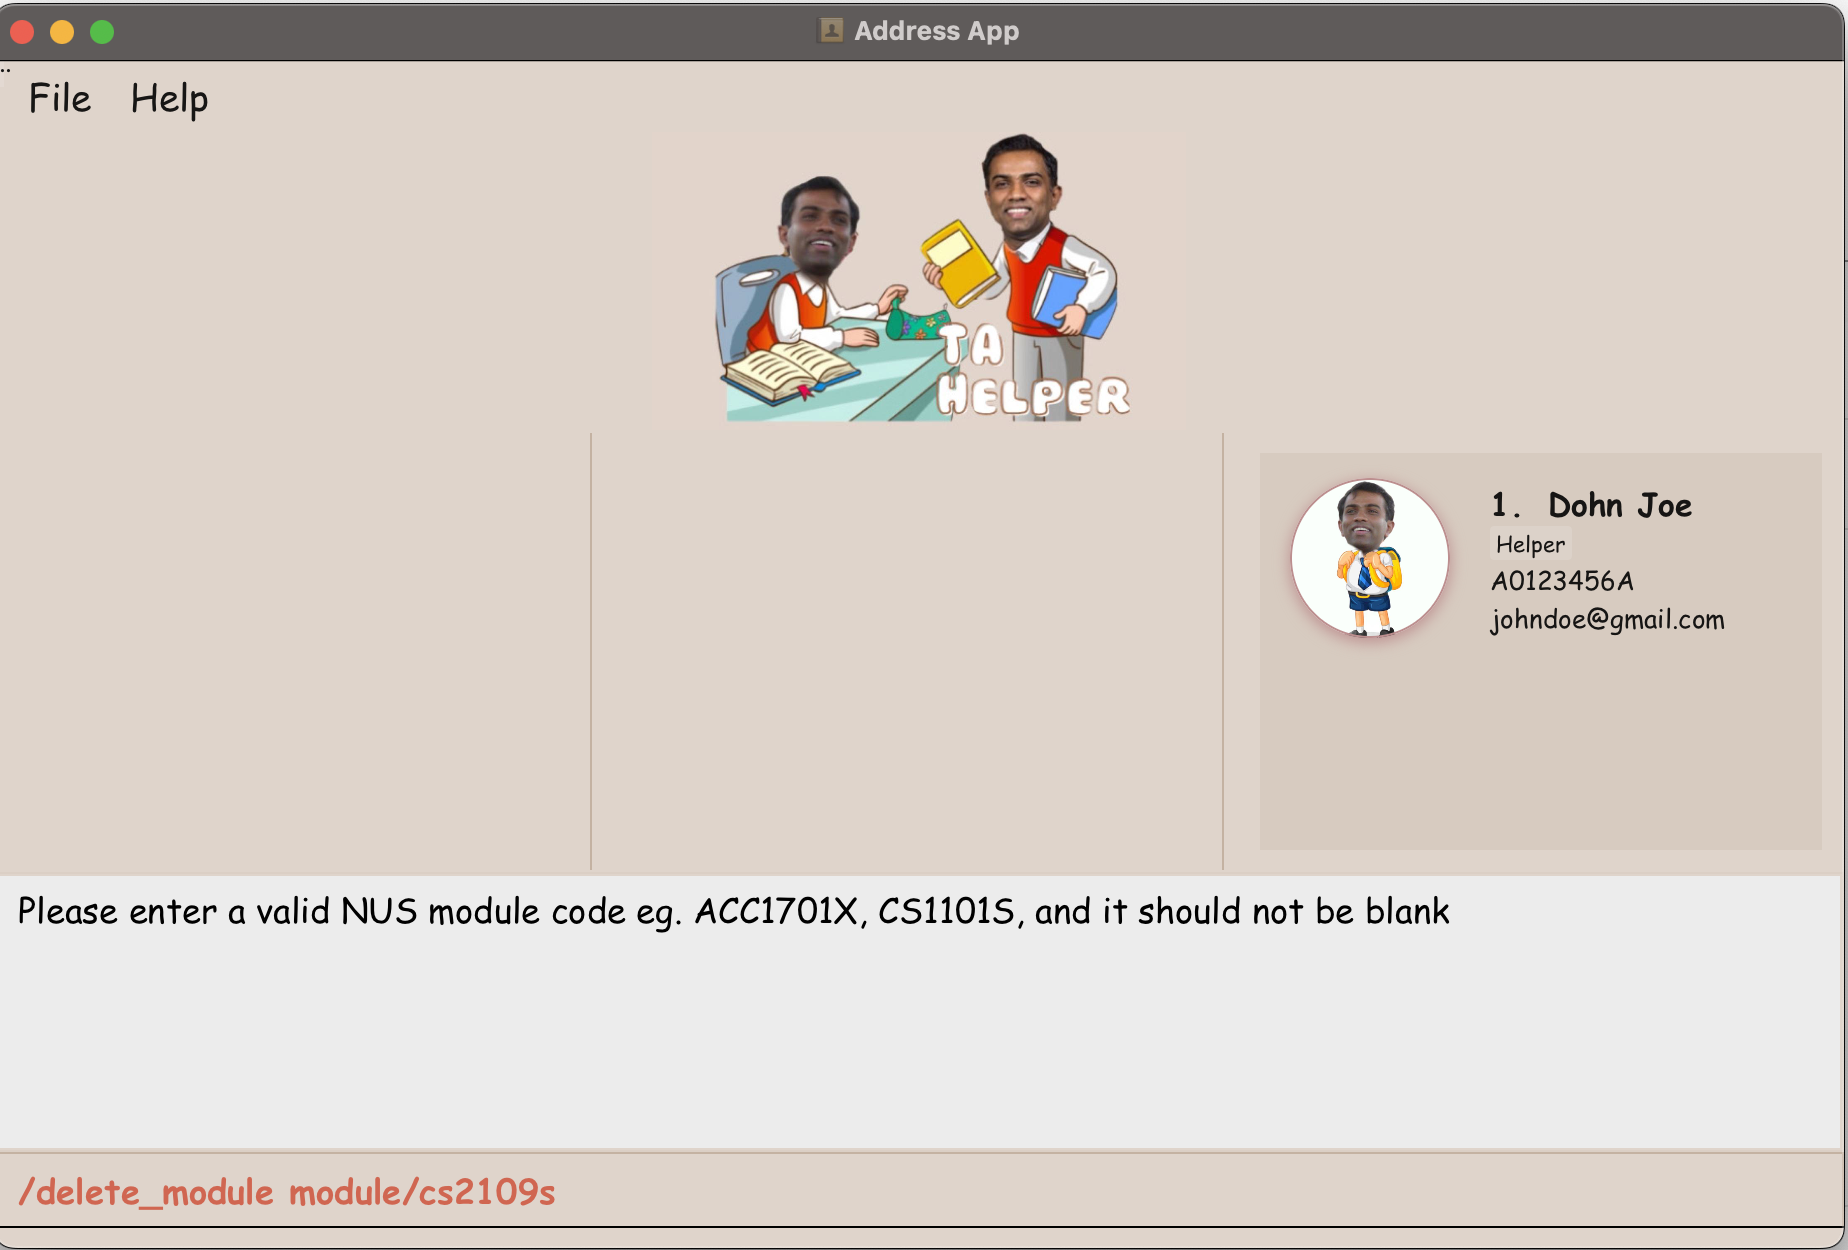 Address App
File Help
TA
HELPER
1. Dohn Joe
Helper
A0123456A
johndoe@gmail.com
Please enter a valid NUS module code eg. ACC1701X, CS1101S, and it should not be blank
/delete_module module/cs2109s